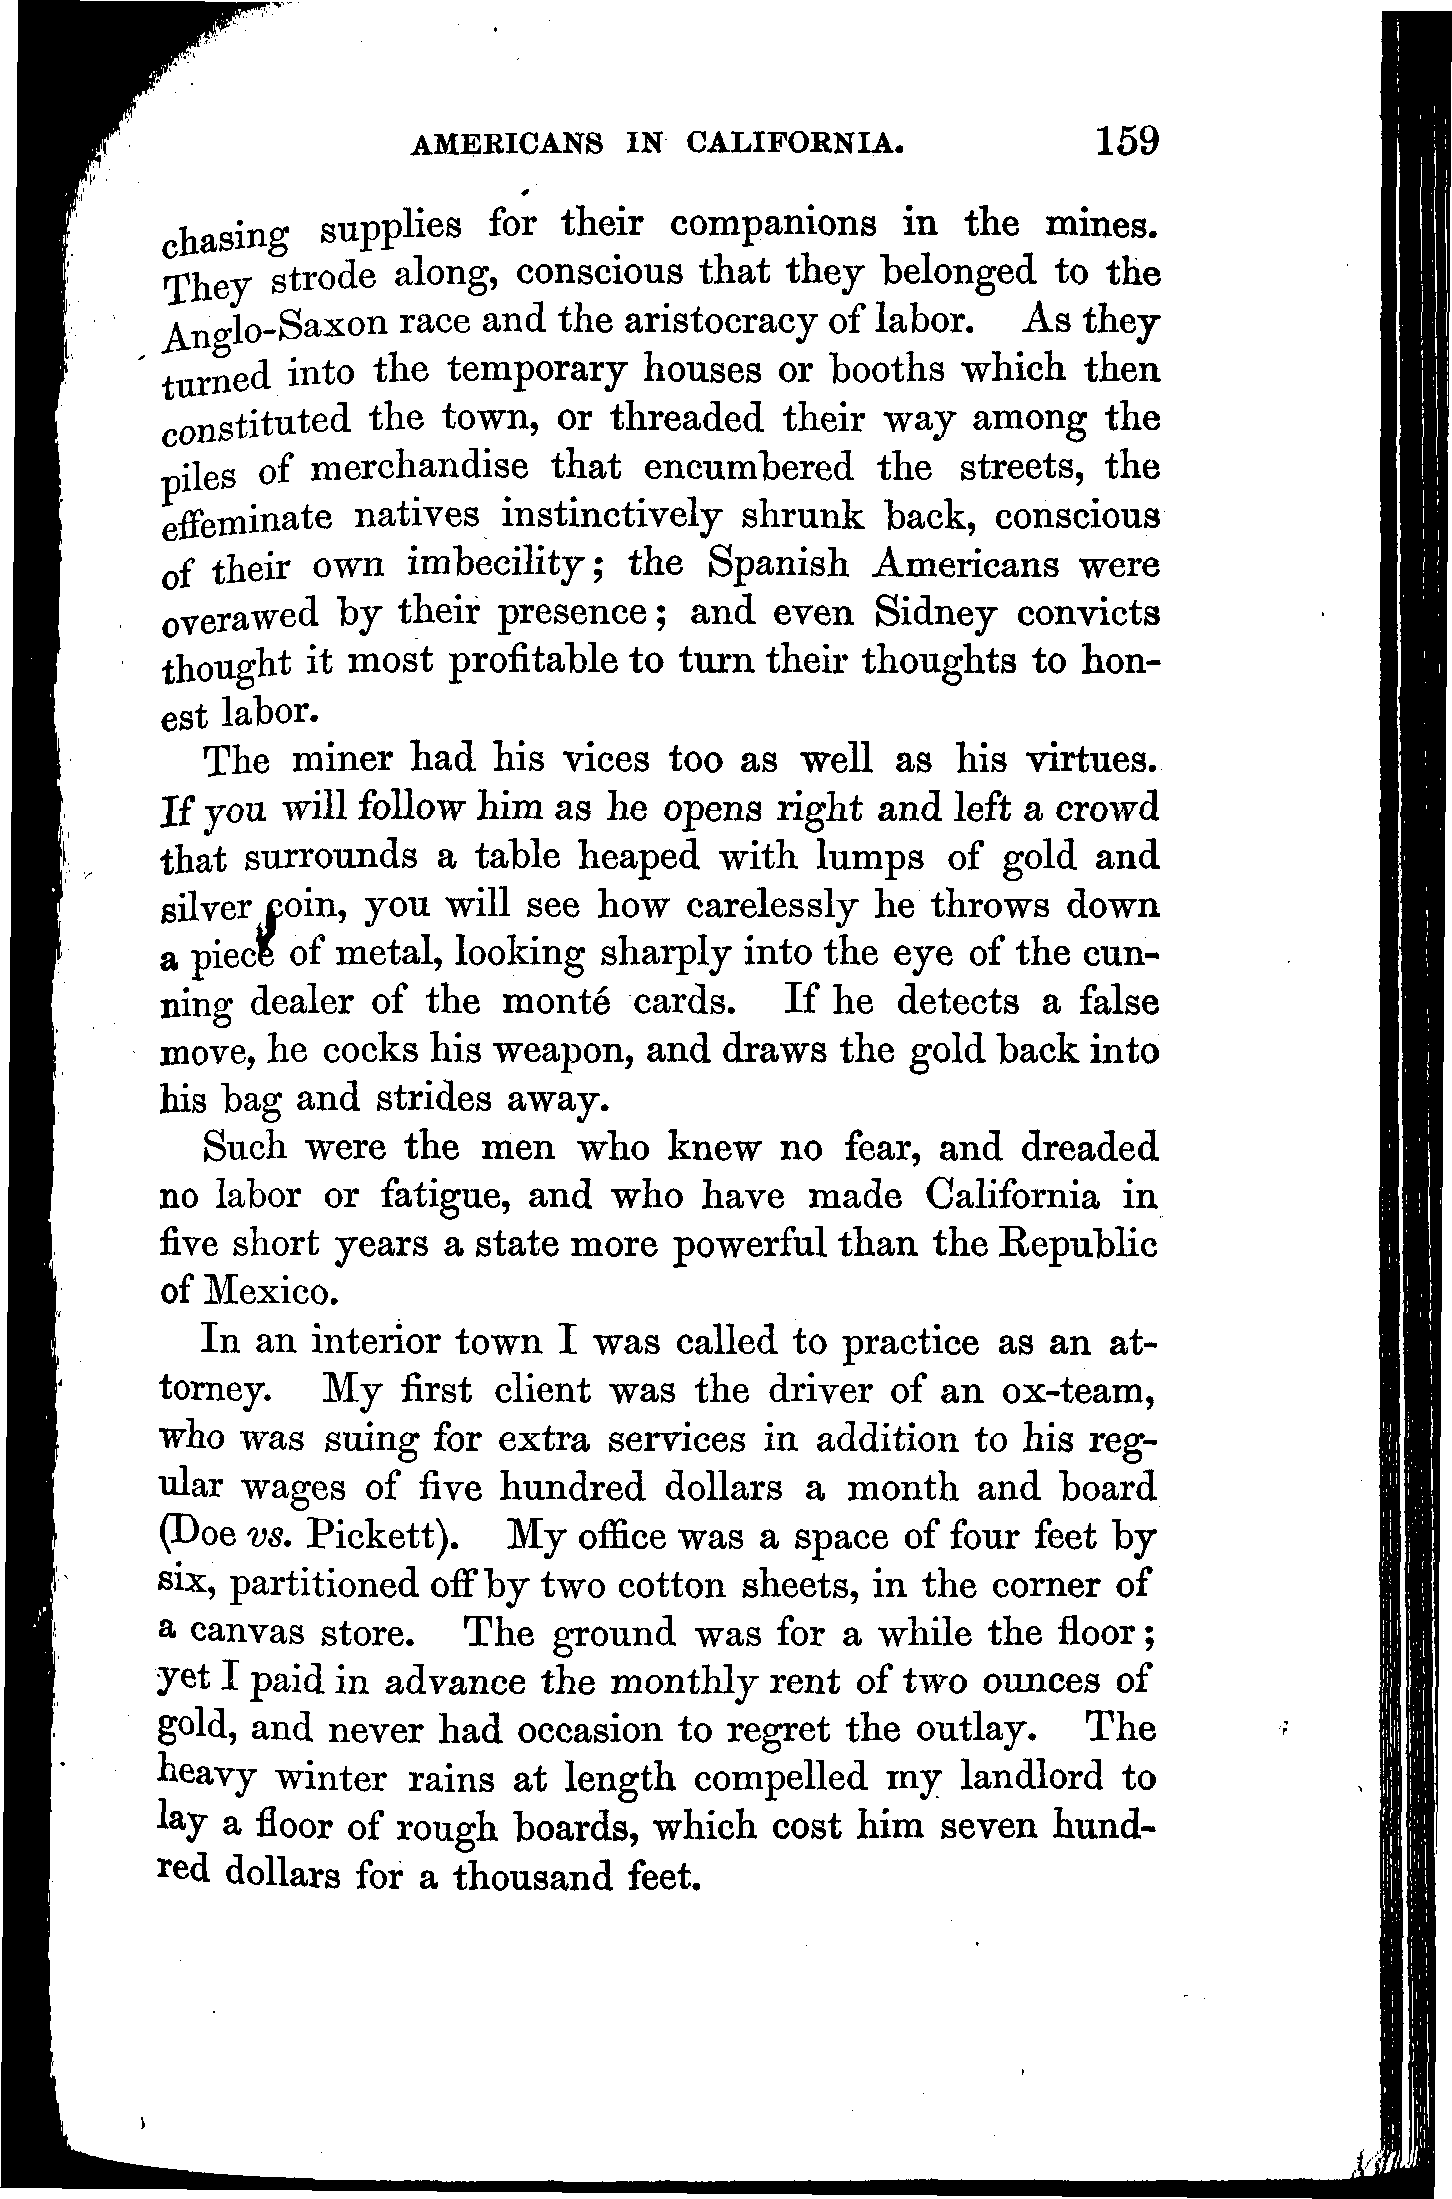 AMERICANS IN CALIFORNIA. 159
chasing supplies for their companions in the mines.
They strode along, conscious that they belonged to the
Anglo-Saxon race and the aristocracy of labor. As they
turned into the temporary houses or booths which then
constituted the town, or threaded their way among the
piles of merchandise that encumbered the streets, the
effeminate natives instinctively shrunk back, conscious
of their own imbecility; the Spanish Americans were
overawed by their presence; and even Sidney convicts
thought it most profitable to turn their thoughts to hon-
est labor.
The miner had his vices too as well as his virtues.
If you will follow him as he opens right and left a crowd
that surrounds a table heaped with lumps of gold and
silver coin, you will see how carelessly he throws down
a piece of metal, looking sharply into the eye of the cun-
ning dealer of the monté cards. If he detects a false
move, he cocks his weapon, and draws the gold back into
his bag and strides away.
Such were the men who knew no fear, and dreaded
no labor or fatigue, and who have made California in
five short years a state more powerful than the Republic
of Mexico.
In an interior town I was called to practice as an at-
torney. My first client was the driver of an ox-team,
who was suing for extra services in addition to his reg-
ular wages of five hundred dollars a month and board
(Doe vs. Pickett). My office was a space of four feet by
six, partitioned off by two cotton sheets, in the corner of
a canvas store. The ground was for a while the floor;
yet I paid in advance the monthly rent of two ounces of
gold, and never had occasion to regret the outlay. The
heavy winter rains at length compelled my landlord to
lay a floor of rough boards, which cost him seven hund-
red dollars for a thousand feet.